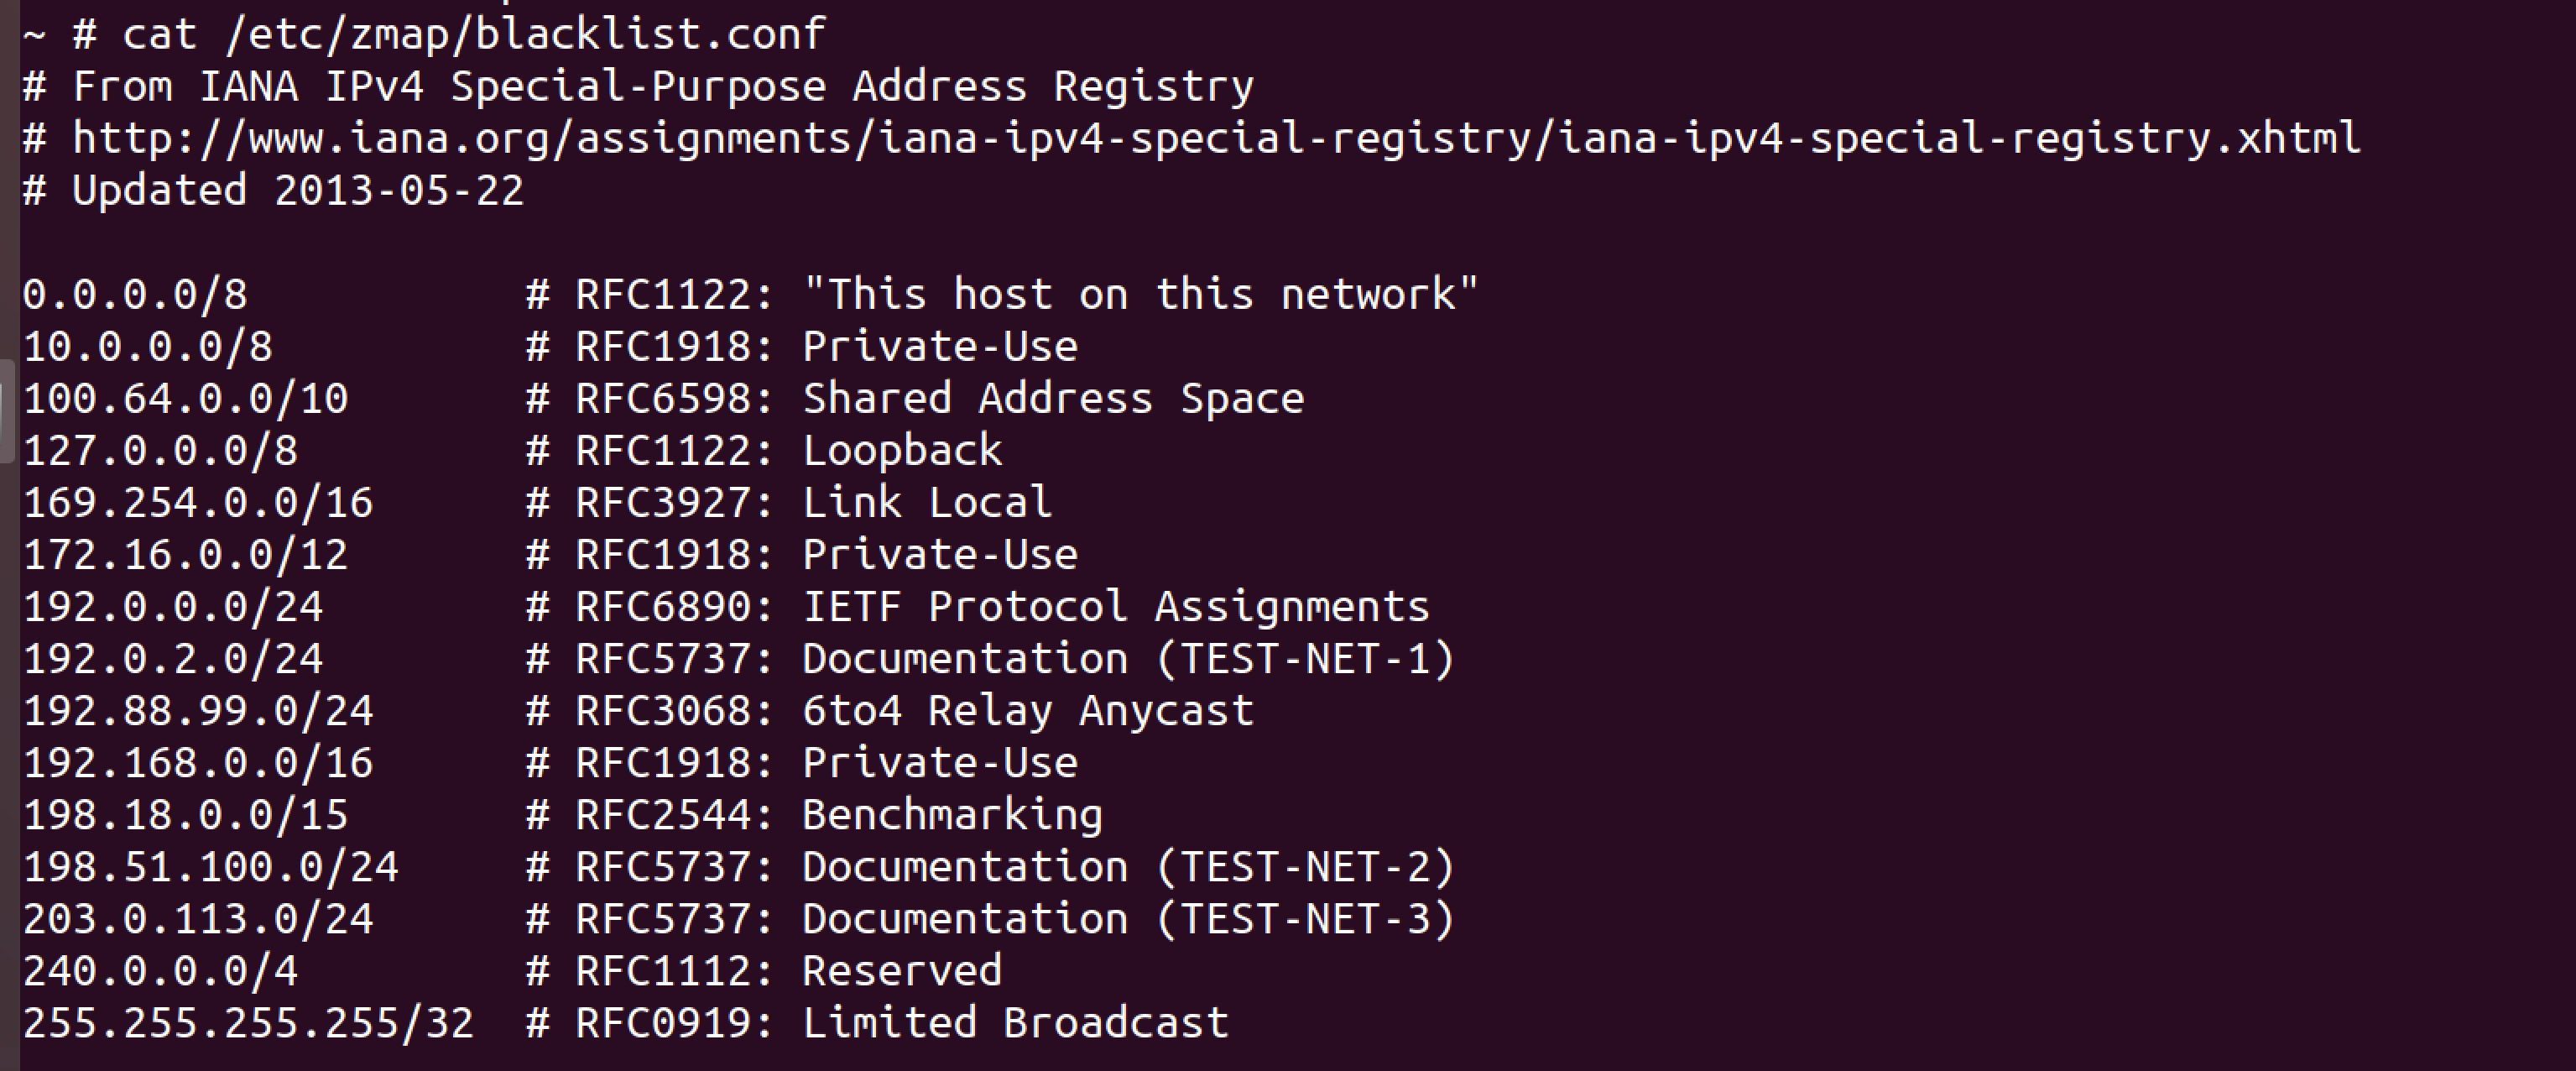 ~ # cat /etc/zmap/blacklist.conf
# From IANA IPv4 Special-Purpose Address Registry
# http://www.iana.org/assignments/iana-ipv4-special-registry/iana-ipv4-special-registry.xhtml
# Updated 2013-05-22
0.0.0.0/8           # RFC1122: "This host on this network"
10.0.0.0/8          # RFC1918: Private-Use
100.64.0.0/10       # RFC6598: Shared Address Space
127.0.0.0/8         # RFC1122: Loopback
169.254.0.0/16      # RFC3927: Link Local
172.16.0.0/12       # RFC1918: Private-Use
192.0.0.0/24        # RFC6890: IETF Protocol Assignments
192.0.2.0/24        # RFC5737: Documentation (TEST-NET-1)
192.88.99.0/24      # RFC3068: 6to4 Relay Anycast
192.168.0.0/16      # RFC1918: Private-Use
198.18.0.0/15       # RFC2544: Benchmarking
198.51.100.0/24     # RFC5737: Documentation (TEST-NET-2)
203.0.113.0/24      # RFC5737: Documentation (TEST-NET-3)
240.0.0.0/4         # RFC1112: Reserved
255.255.255.255/32  # RFC0919: Limited Broadcast